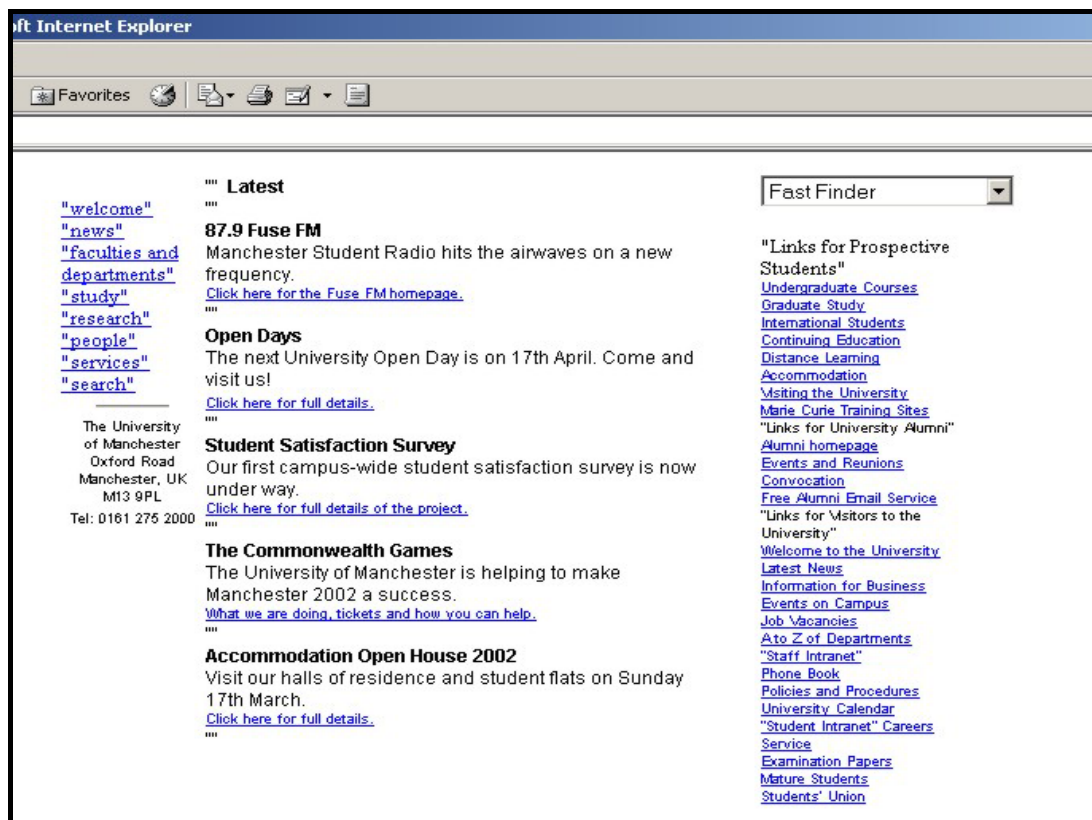 oft Internet Explorer
Favorites
"welcome"
"news"
"faculties and
departments"
"study"
"research"
"people"
"services"
"search"
The University
of Manchester
Oxford Road
Manchester, UK
M13 9PL
Tel: 0161 275 2000
"" Latest
""
87.9 Fuse FM
Manchester Student Radio hits the airwaves on a new
frequency.
Click here for the Fuse FM homepage.
""
Open Days
The next University Open Day is on 17th April. Come and
visit us!
Click here for full details.
""
Student Satisfaction Survey
Our first campus-wide student satisfaction survey is now
under way.
Click here for full details of the project.
""
The Commonwealth Games
The University of Manchester is helping to make
Manchester 2002 a success.
What we are doing, tickets and how you can help.
""
Accommodation Open House 2002
Visit our halls of residence and student flats on Sunday
17th March.
Click here for full details.
""
Fast Finder
"Links for Prospective
Students"
Undergraduate Courses
Graduate Study
International Students
Continuing Education
Distance Learning
Accommodation
Visiting the University
Marie Curie Training Sites
"Links for University Alumni"
Alumni homepage
Events and Reunions
Convocation
Free Alumni Email Service
"Links for Visitors to the
University"
Welcome to the University
Latest News
Information for Business
Events on Campus
Job Vacancies
A to Z of Departments
"Staff Intranet"
Phone Book
Policies and Procedures
University Calendar
"Student Intranet" Careers
Service
Examination Papers
Mature Students
Students' Union